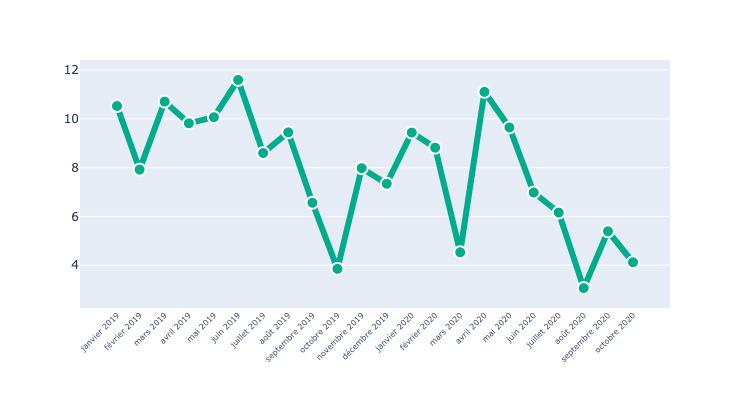 12
10
8
6
4
janvier 2019
février 2019
mars 2019
avril 2019
mai 2019
juin 2019
juillet 2019
août 2019
septembre 2019
octobre 2019
novembre 2019
décembre 2019
janvier 2020
février 2020
mars 2020
avril 2020
mai 2020
juin 2020
juillet 2020
août 2020
septembre 2020
octobre 2020